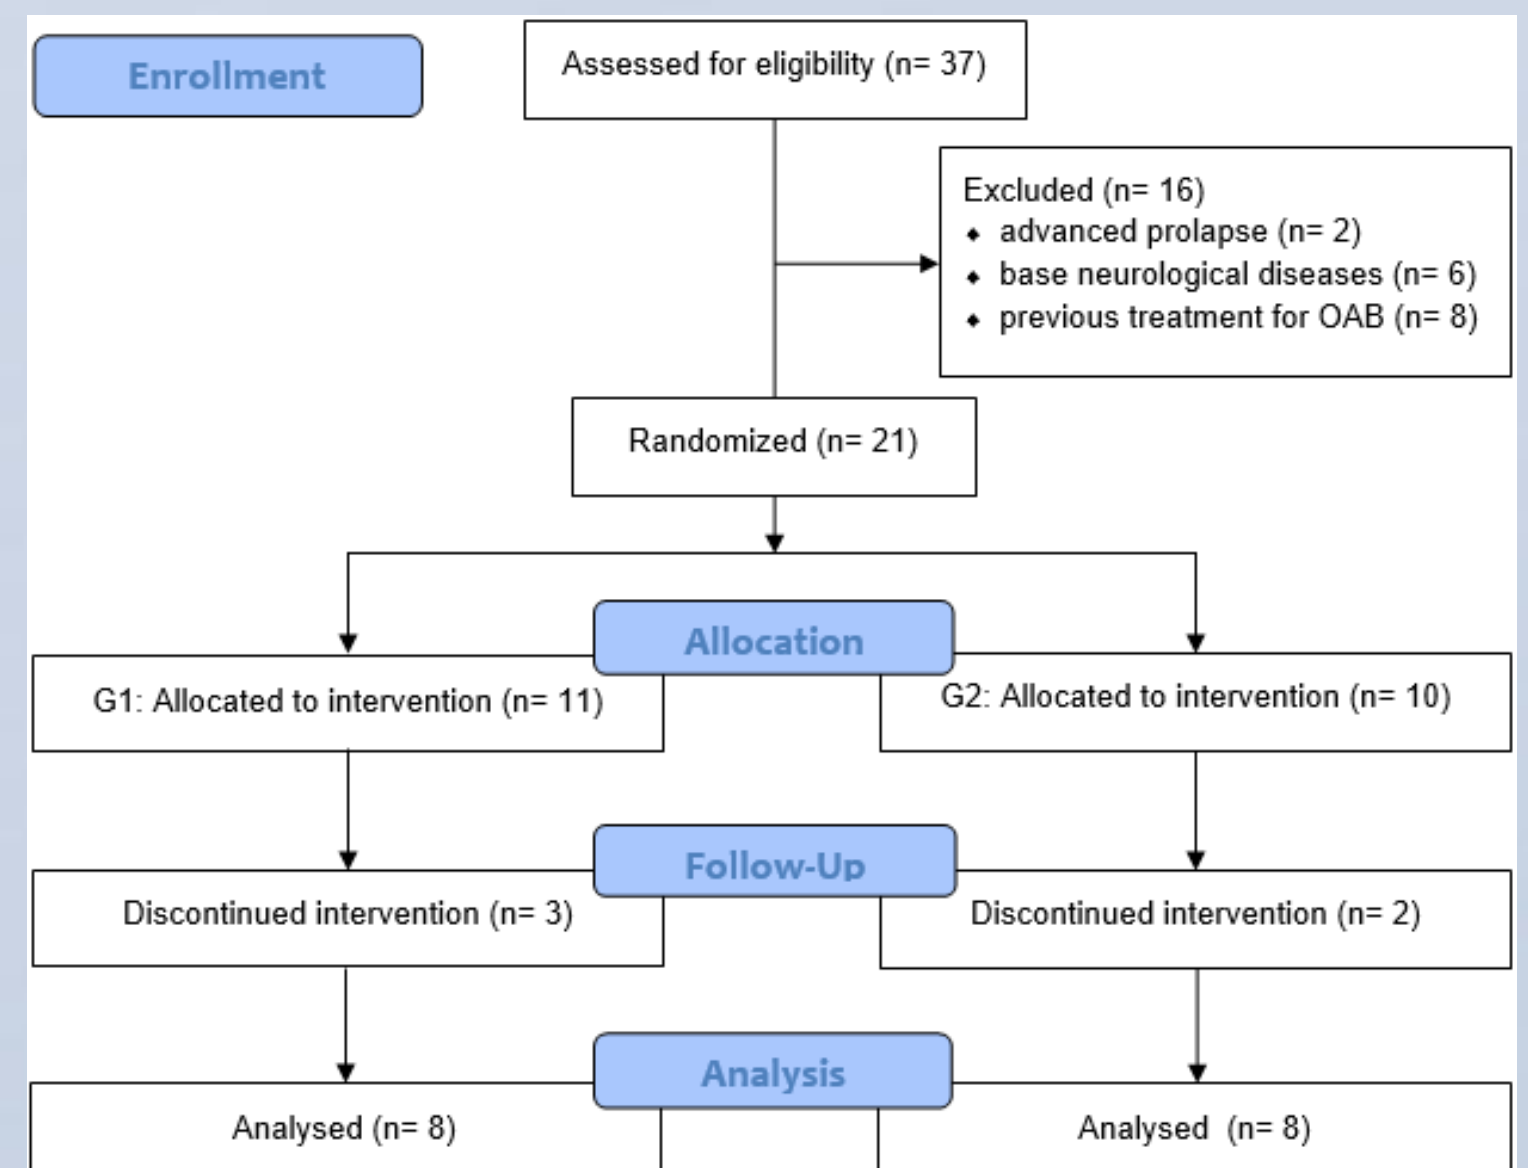 Enrollment
Assessed for eligibility (n= 37)
Excluded (n= 16)
⬥ advanced prolapse (n= 2)
⬥ base neurological diseases (n= 6)
⬥ previous treatment for OAB (n= 8)
Randomized (n= 21)
Allocation
G1: Allocated to intervention (n= 11)
G2: Allocated to intervention (n= 10)
Follow-Up
Discontinued intervention (n= 3)
Discontinued intervention (n= 2)
Analysis
Analysed (n= 8)
Analysed (n= 8)